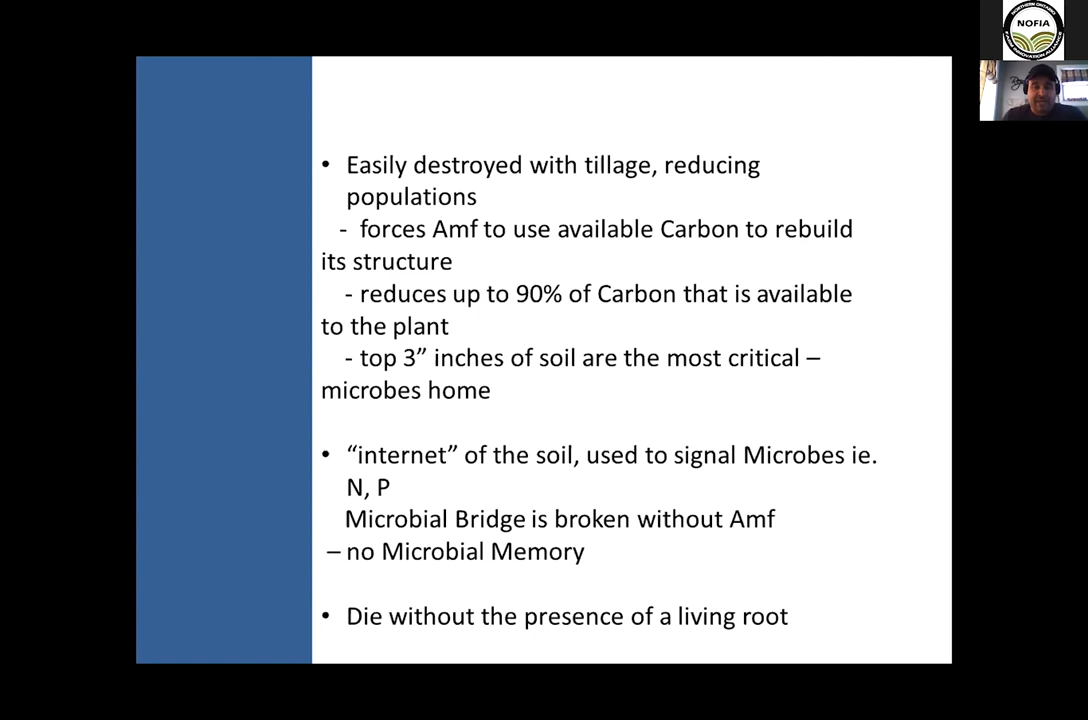 NOFIA
• Easily destroyed with tillage, reducing
populations
- forces Amf to use available Carbon to rebuild
its structure
- reduces up to 90% of Carbon that is available
to the plant
- top 3” inches of soil are the most critical –
microbes home
• “internet” of the soil, used to signal Microbes ie.
N, P
Microbial Bridge is broken without Amf
– no Microbial Memory
• Die without the presence of a living root